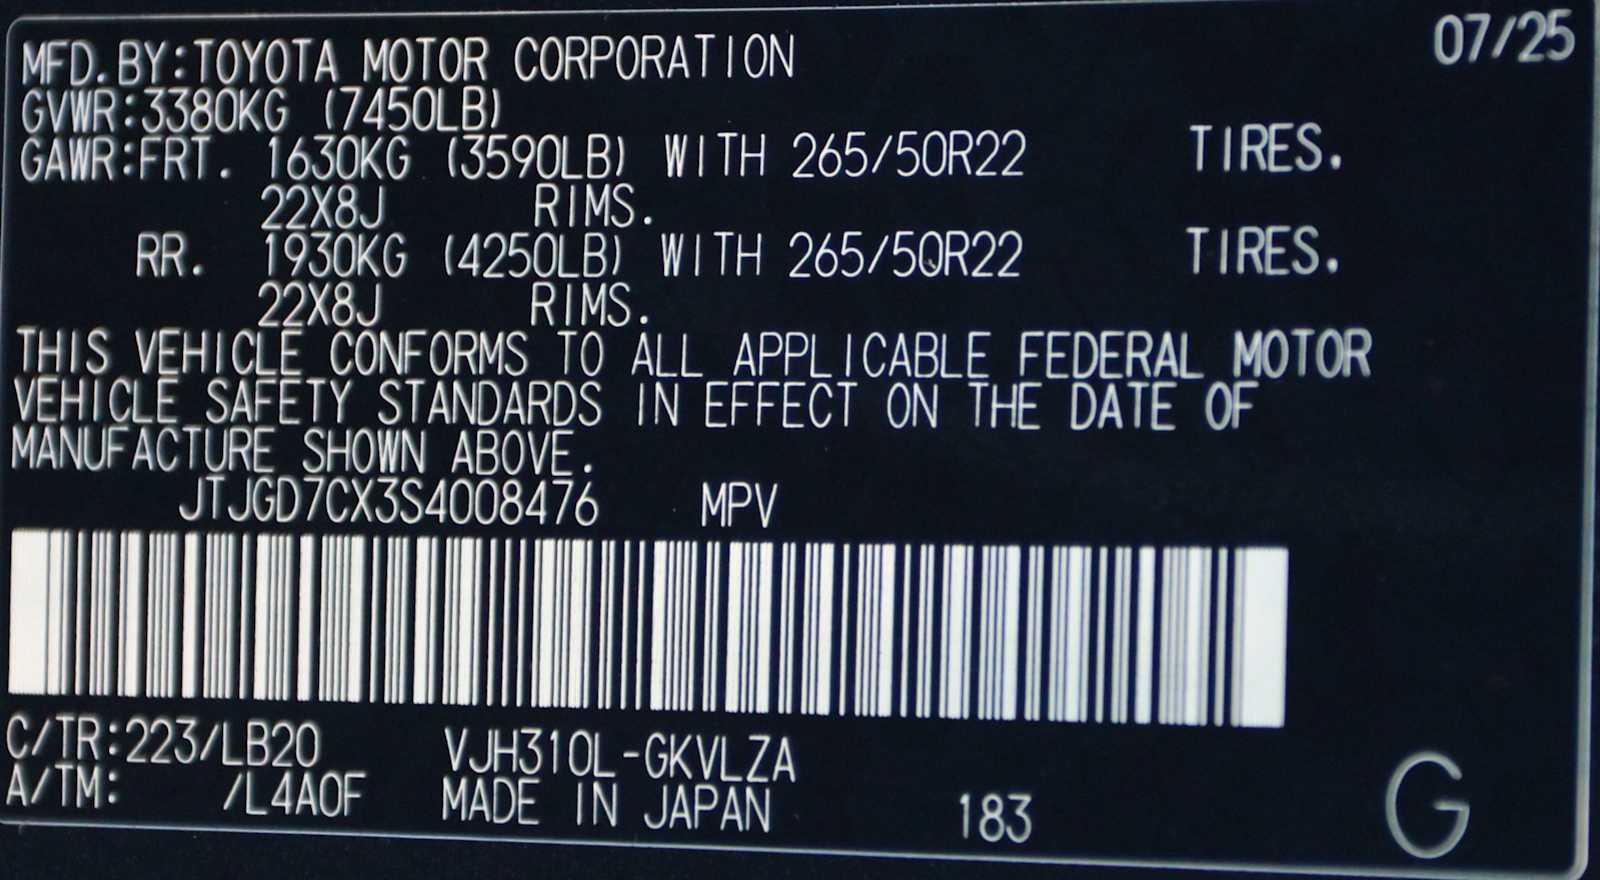 07/25
MFD.BY:TOYOTA MOTOR CORPORATION
GVWR:3380KG (7450LB)
GAWR:FRT. 1630KG (3590LB) WITH 265/50R22 TIRES.
22X8J RIMS.
RR. 1930KG (4250LB) WITH 265/50R22 TIRES.
22X8J RIMS.
THIS VEHICLE CONFORMS TO ALL APPLICABLE FEDERAL MOTOR
VEHICLE SAFETY STANDARDS IN EFFECT ON THE DATE OF
MANUFACTURE SHOWN ABOVE.
JTJGD7CX3S4008476 MPV
C/TR:223/LB20 VJH310L-GKVLZA
A/TM: /L4A0F MADE IN JAPAN 183
G